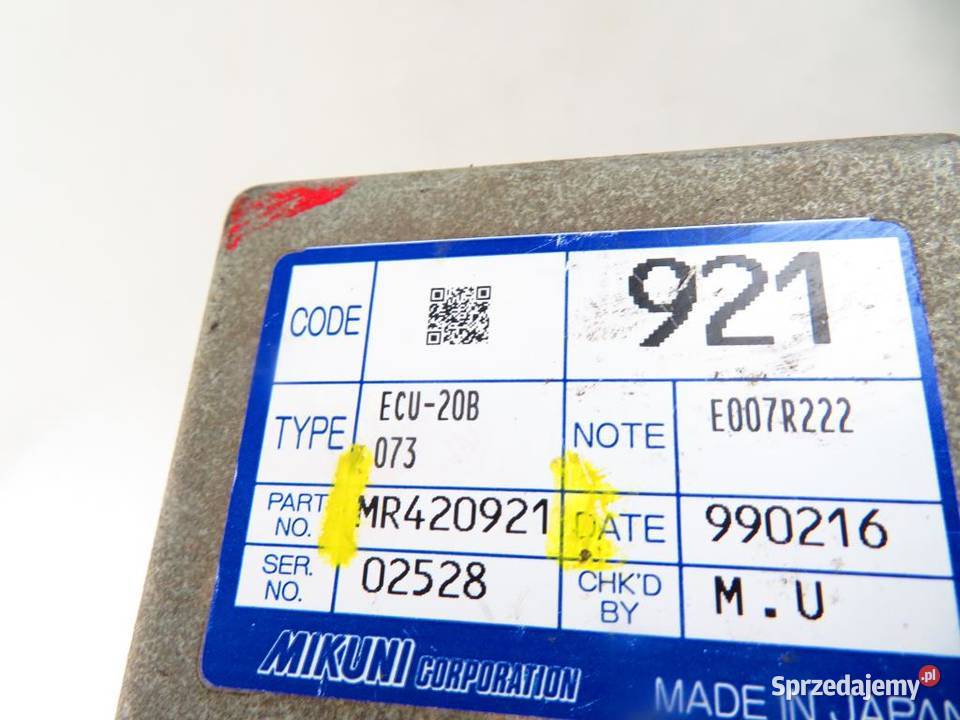 CODE 921
TYPE ECU-20B NOTE E007R222
073
PART NO. MR420921 DATE 990216
SER. NO. 02528 CHK'D BY M.U
MIKUNI CORPORATION
MADE IN JAPAN
Sprzedajemy.pl